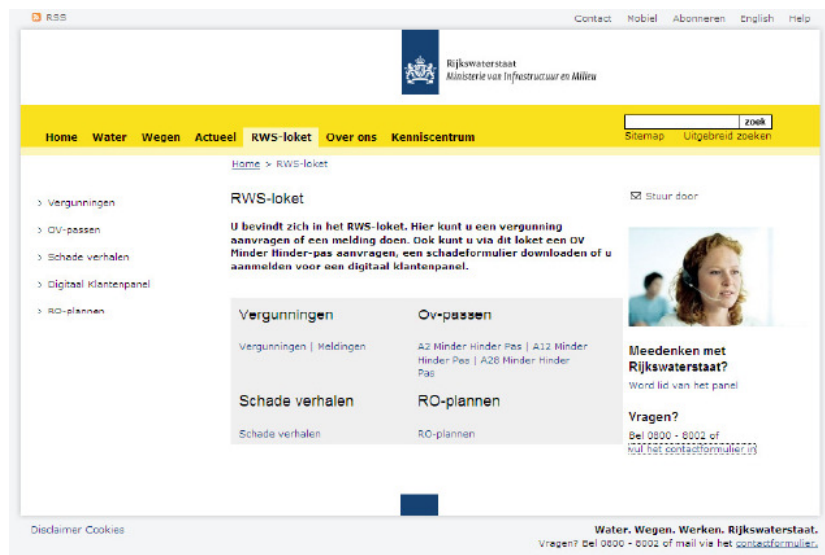 RSS
Contact Mobiel Abonneren English Help
Rijkswaterstaat
Ministerie van Infrastructuur en Milieu
zoek
Home Water Wegen Actueel RWS-loket Over ons Kenniscentrum
Sitemap Uitgebreid zoeken
Home > RWS-loket
> Vergunningen
> OV-passen
> Schade verhalen
> Digitaal Klantenpanel
> RO-plannen
RWS-loket
U bevindt zich in het RWS-loket. Hier kunt u een vergunning
aanvragen of een melding doen. Ook kunt u via dit loket een OV
Minder Hinder-pas aanvragen, een schadeformulier downloaden of u
aanmelden voor een digitaal klantenpanel.
Vergunningen
Vergunningen | Meldingen
Ov-passen
A2 Minder Hinder Pas | A12 Minder
Hinder Pas | A28 Minder Hinder
Pas
Schade verhalen
Schade verhalen
RO-plannen
RO-plannen
Stuur door
Meedenken met
Rijkswaterstaat?
Word lid van het panel
Vragen?
Bel 0800 - 8002 of
vul het contactformulier in
Disclaimer Cookies
Water. Wegen. Werken. Rijkswaterstaat.
Vragen? Bel 0800 - 8002 of mail via het contactformulier.